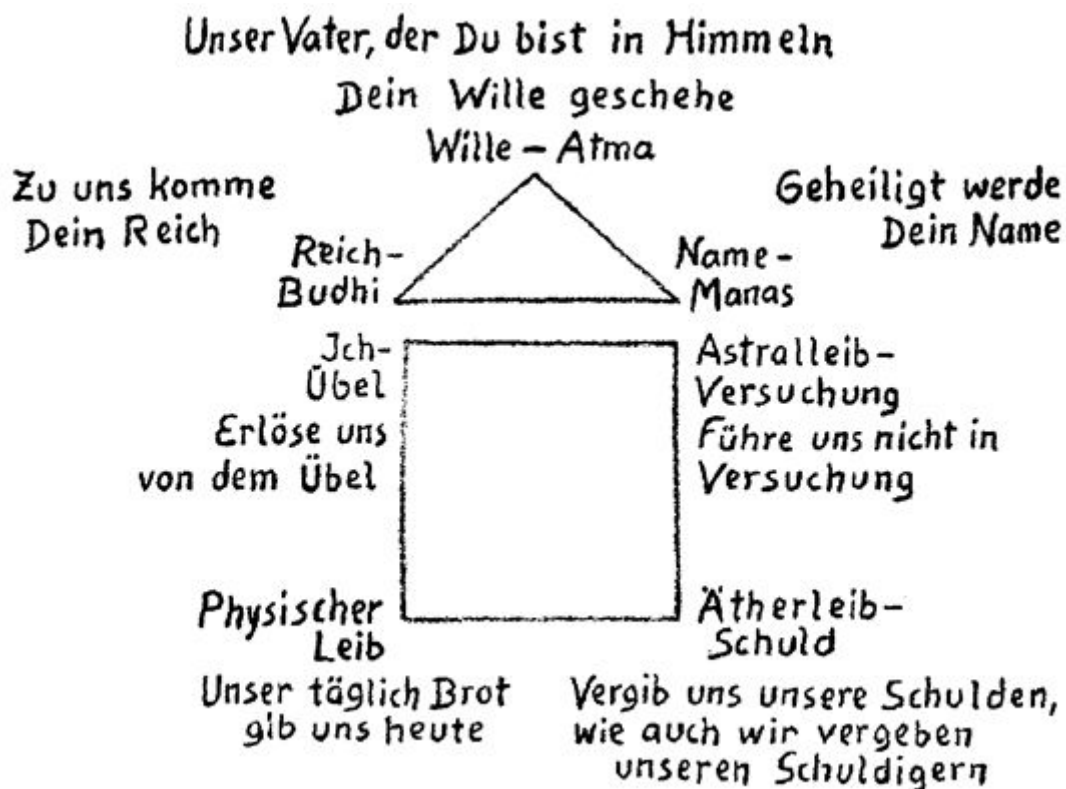 Unser Vater, der Du bist in Himmeln
Dein Wille geschehe
Wille – Atma
Zu uns komme
Dein Reich
Geheiligt werde
Dein Name
Reich-
Budhi
Name-
Manas
Jch-
Übel
Erlöse uns
von dem Übel
Astralleib-
Versuchung
Führe uns nicht in
Versuchung
Physischer
Leib
Unser täglich Brot
gib uns heute
Ätherleib-
Schuld
Vergib uns unsere Schulden,
wie auch wir vergeben
unseren Schuldigern